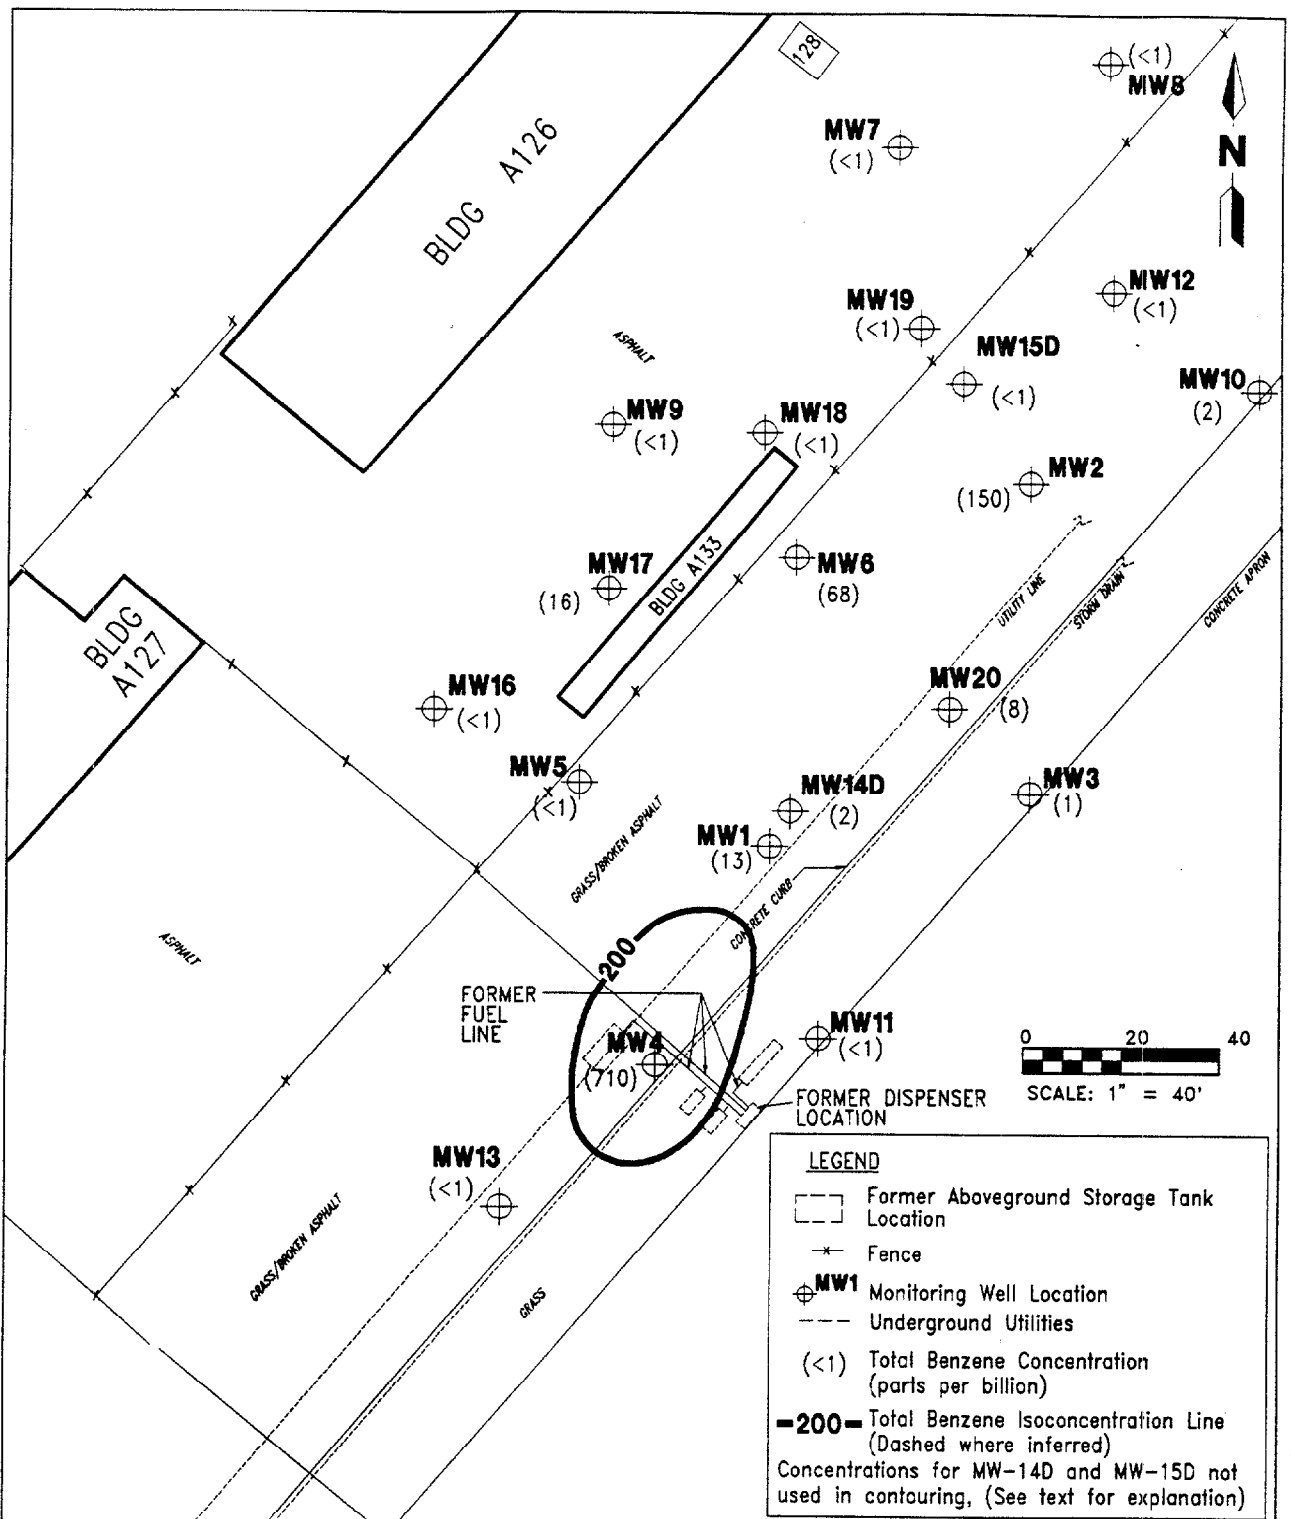 128
(<1)
MW8
MW7
(<1)
N
BLDG A126
MW12
(<1)
MW19
(<1)
ASPHALT
MW15D
(<1)
MW10
(2)
MW9
(<1)
MW18
(<1)
MW2
(150)
BLDG A133
MW17
(16)
MW6
(68)
UTILITY LINE
STORM DRAIN
CONCRETE APRON
BLDG
A127
MW16
(<1)
MW20
(8)
MW5
(<1)
MW14D
(2)
MW3
(1)
MW1
(13)
GRASS/BROKEN ASPHALT
CONCRETE CURB
ASPHALT
200
FORMER
FUEL
LINE
MW4
(710)
MW11
(<1)
0 20 40
SCALE: 1" = 40'
FORMER DISPENSER
LOCATION
MW13
(<1)
GRASS/BROKEN ASPHALT
GRASS
LEGEND
Former Aboveground Storage Tank
Location
Fence
MW1 Monitoring Well Location
Underground Utilities
(<1) Total Benzene Concentration
(parts per billion)
-200- Total Benzene Isoconcentration Line
(Dashed where inferred)
Concentrations for MW-14D and MW-15D not
used in contouring, (See text for explanation)